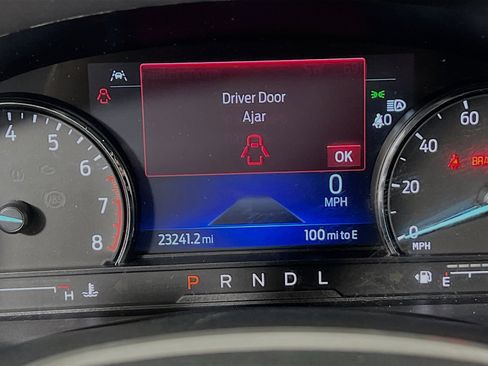 Driver Door
Ajar
OK
0
MPH
23241.2 mi
100 mi to E
4
5
6
7
8
60
40
20
0
MPH
BRA
H
P R N D L
E